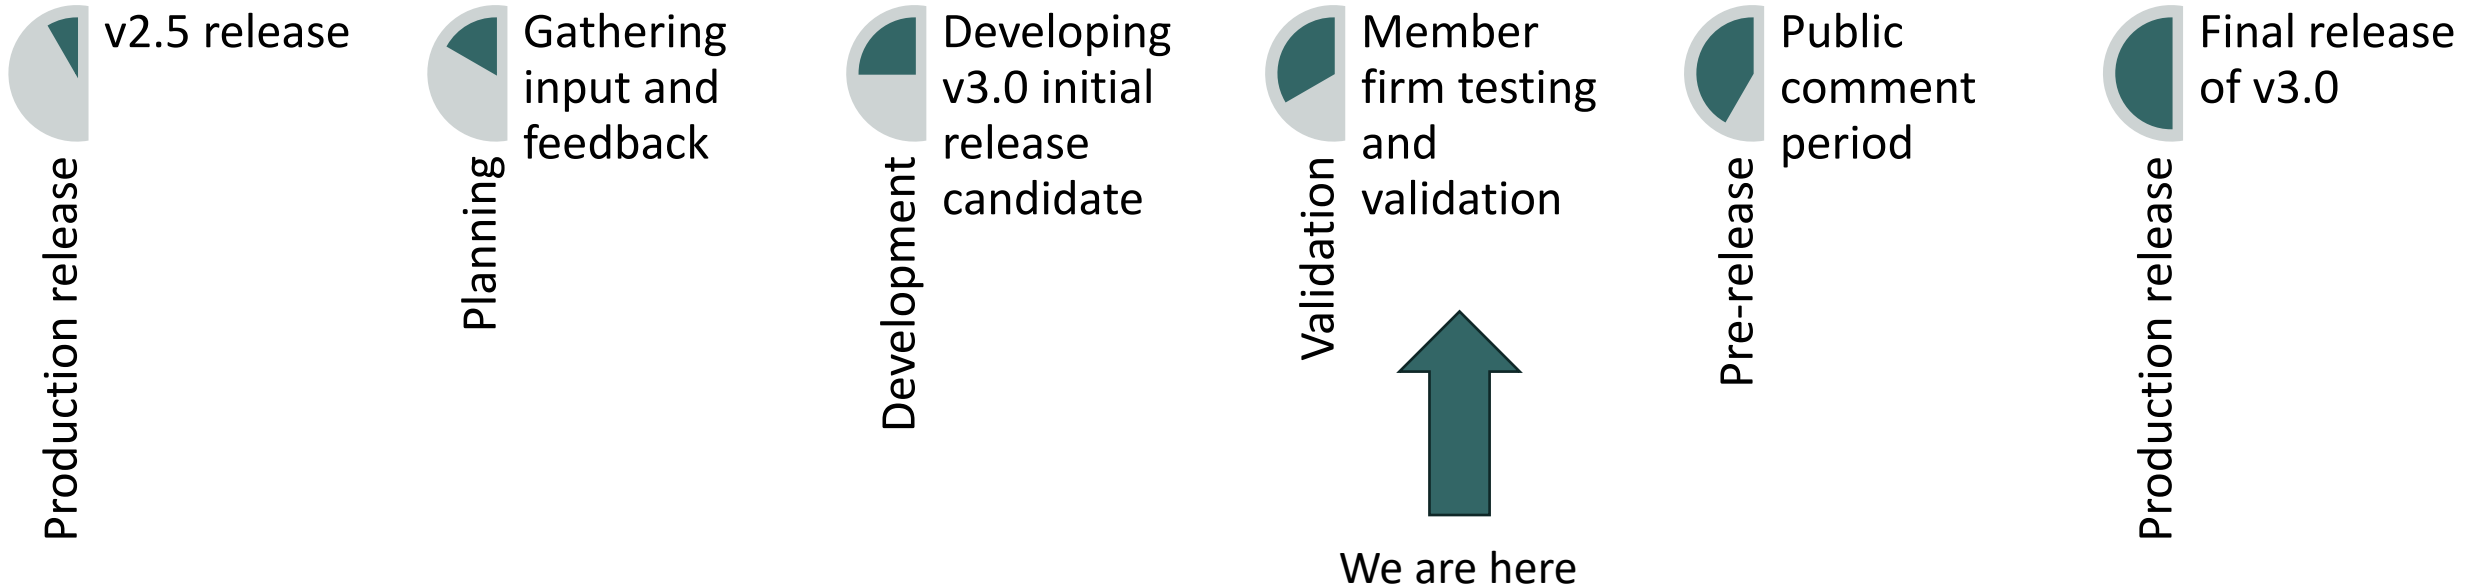 v2.5 release
Production release
Gathering
input and
feedback
Planning
Developing
v3.0 initial
release
candidate
Development
Member
firm testing
and
validation
Validation
We are here
Public
comment
period
Pre-release
Final release
of v3.0
Production release